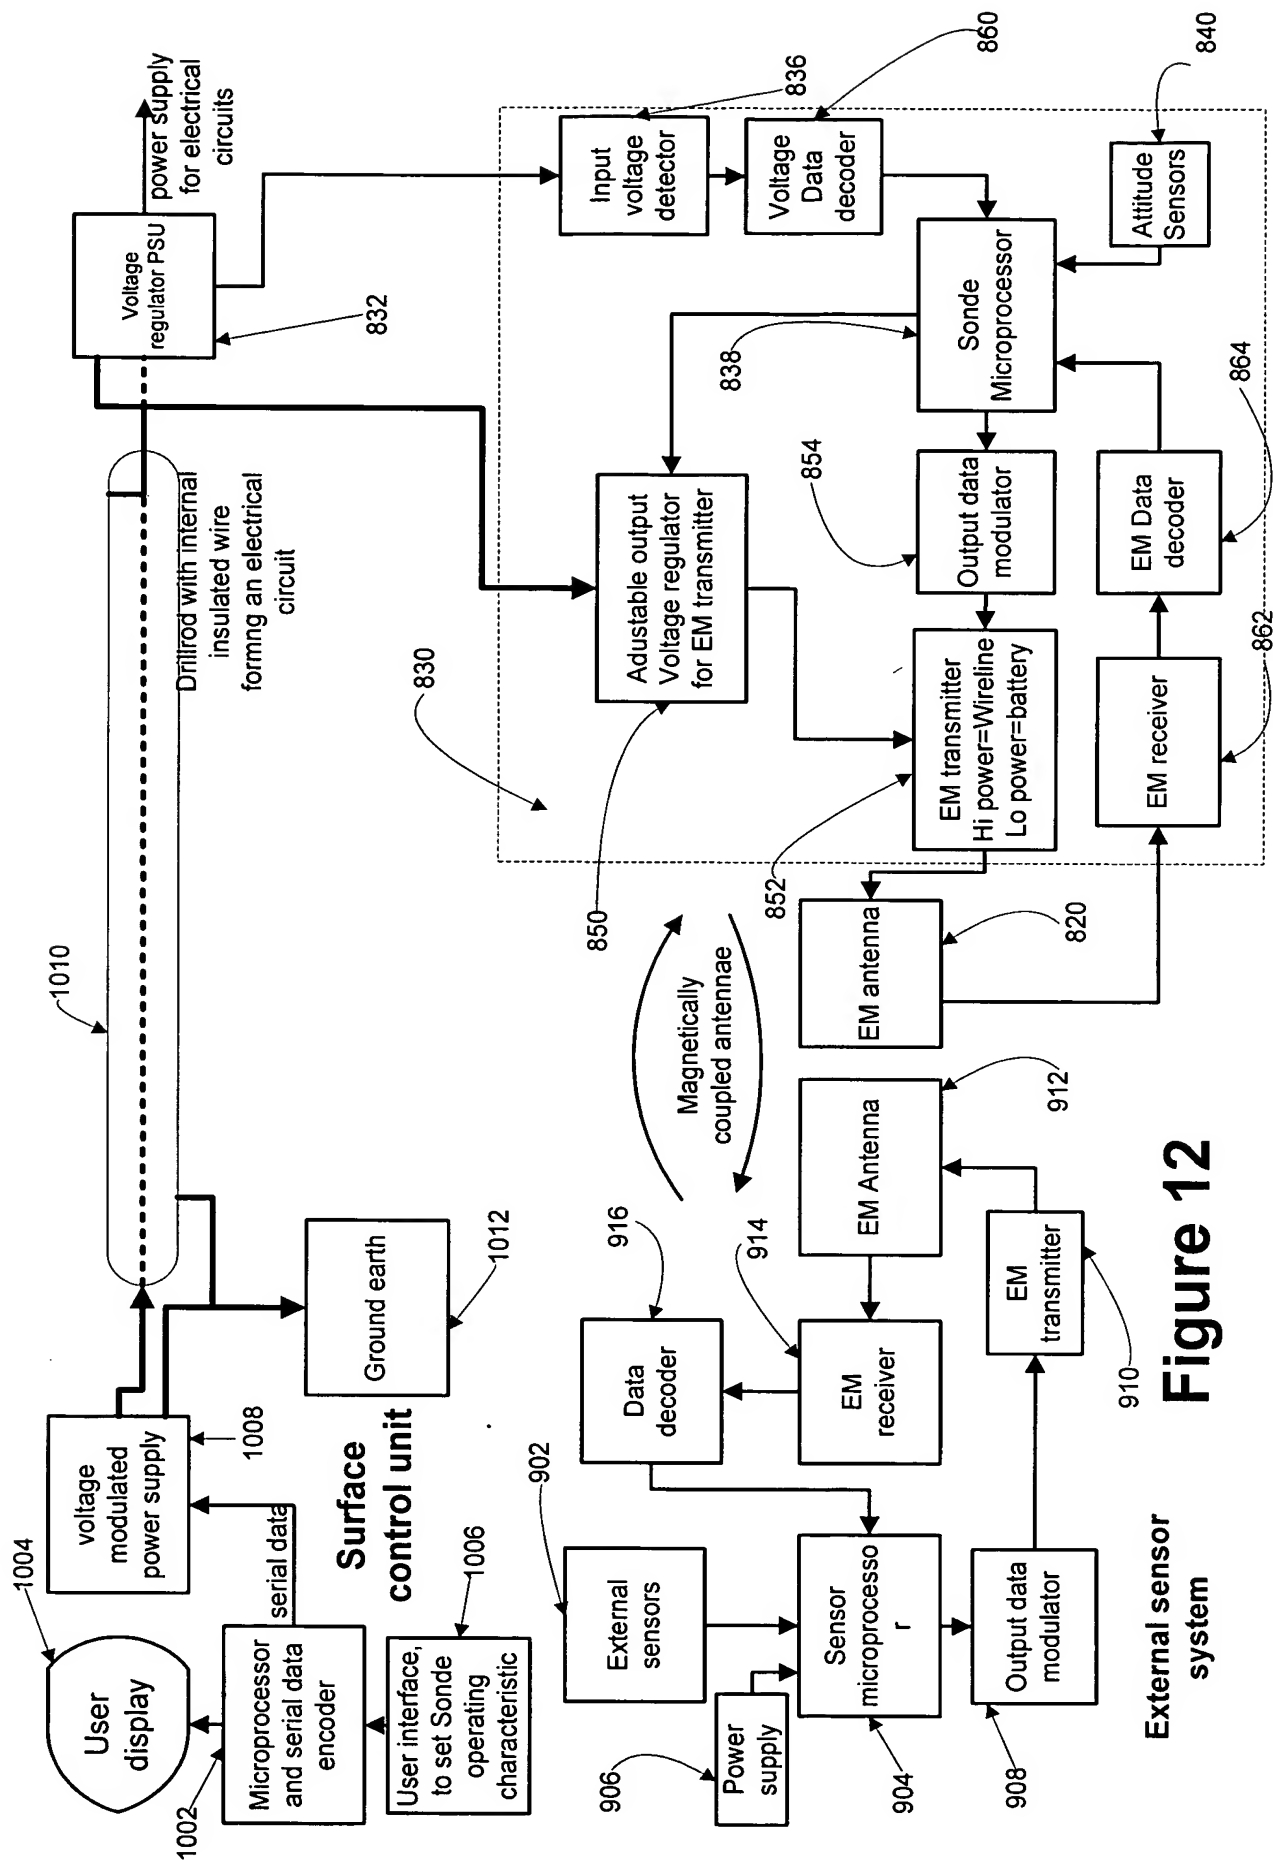 1004
User
display
1002
Microprocessor
and serial data
encoder
User interface,
to set Sonde
operating
characteristic
1006
serial data
voltage
modulated
power supply
1008
Surface
control unit
Ground earth
1012
1010
Drillrod with internal
insulated wire
formng an electrical
circuit
Voltage
regulator PSU
832
power supply
for electrical
circuits
830
Input
voltage
detector
836
Voltage
Data
decoder
860
Adustable output
Voltage regulator
for EM transmitter
850
838
Sonde
Microprocessor
Attitude
Sensors
840
854
Output data
modulator
EM transmitter
Hi power=Wireline
Lo power=battery
852
EM Data
decoder
864
EM receiver
862
EM antenna
820
Magnetically
coupled antennae
EM Antenna
912
916
Data
decoder
914
EM
receiver
EM
transmitter
910
902
External
sensors
906
Power
supply
Sensor
microprocesso
r
904
Output data
modulator
908
External sensor
system
Figure 12